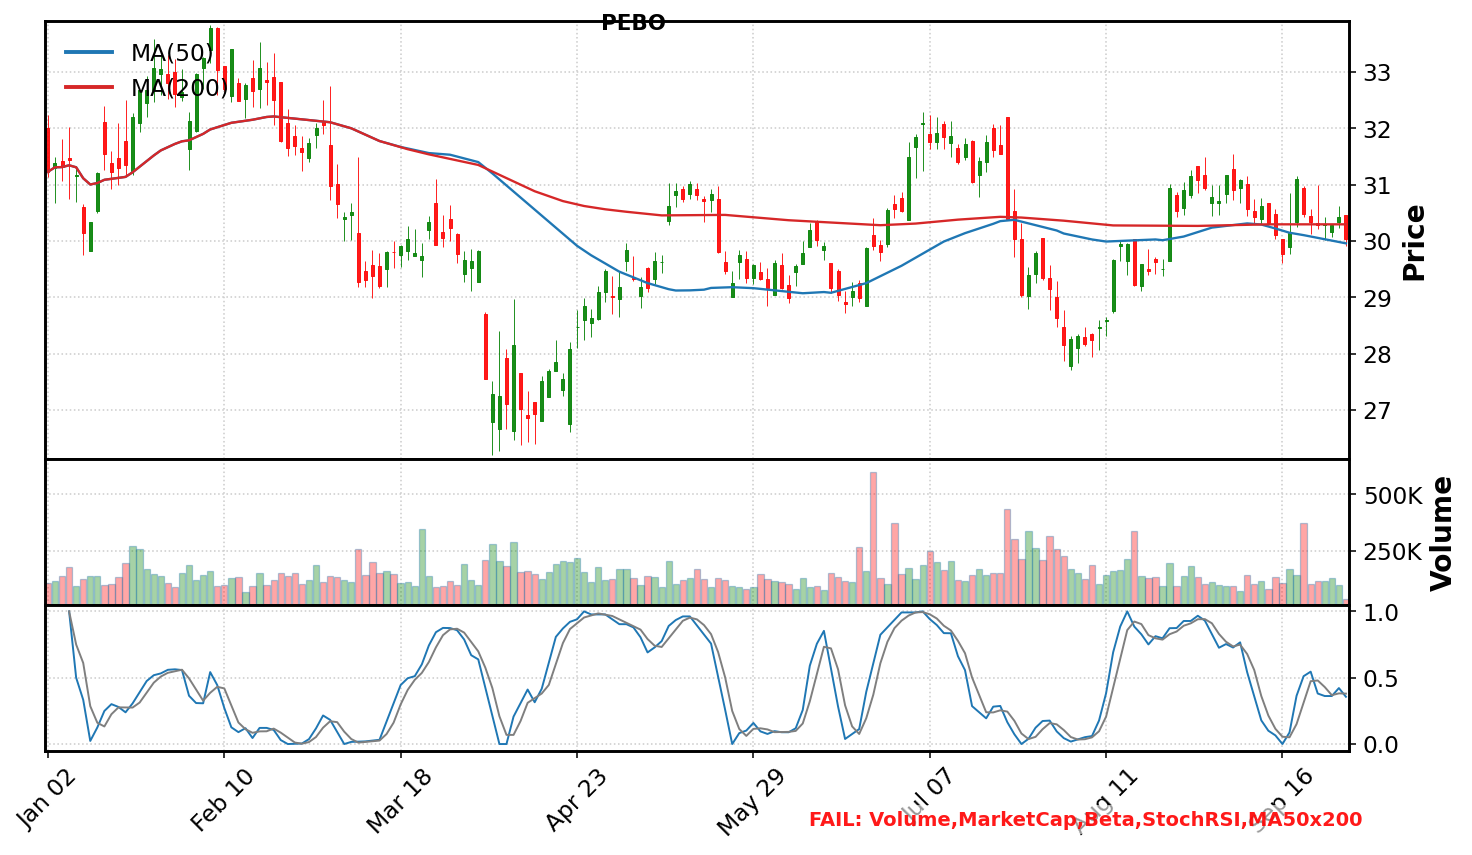 PEBO
MA(50)
MA(200)
33
32
31
30
29
28
27
Price
500K
250K
Volume
1.0
0.5
0.0
Jan 02
Feb 10
Mar 18
Apr 23
May 29
Jul 07
Aug 11
Sep 16
FAIL: Volume,MarketCap,Beta,StochRSI,MA50x200